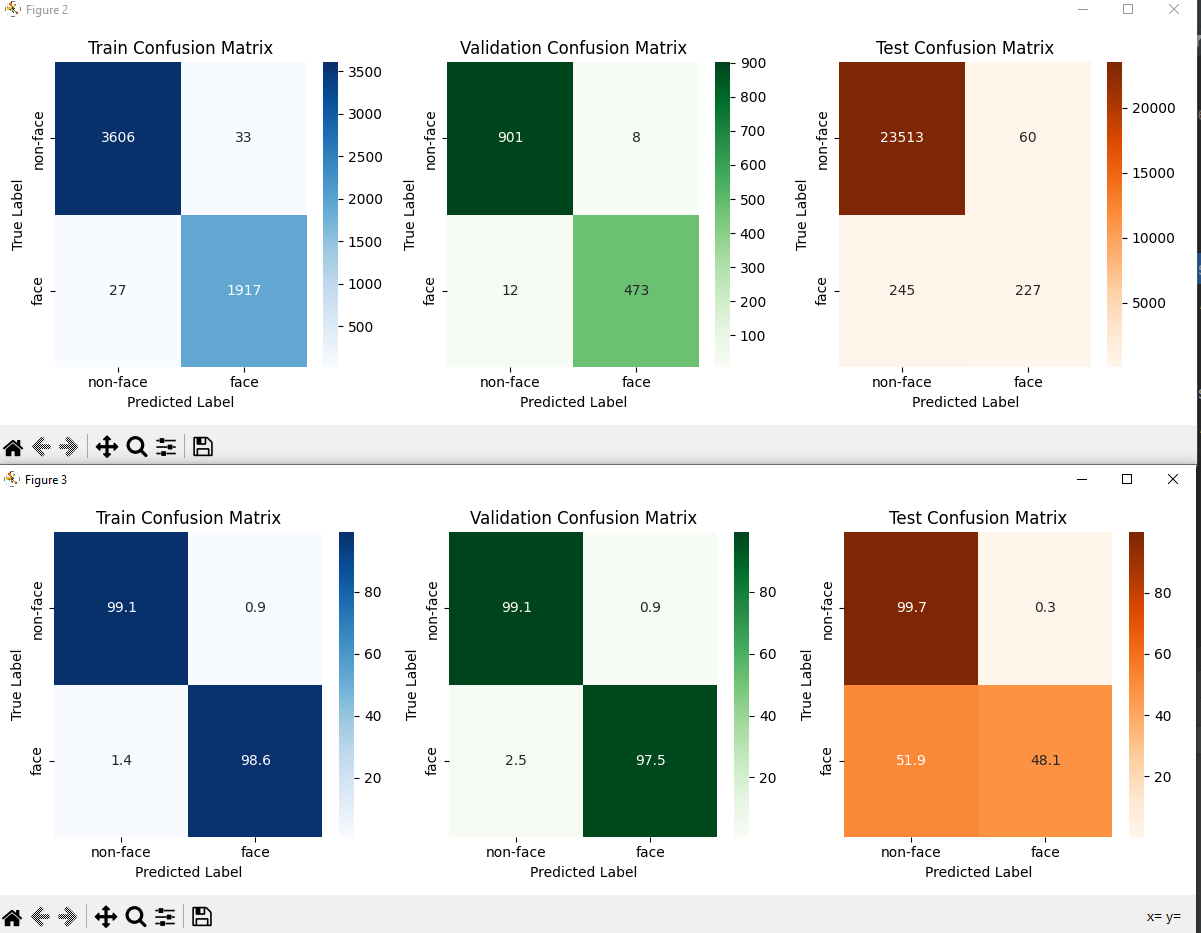 Figure 2
Train Confusion Matrix
Validation Confusion Matrix
Test Confusion Matrix
True Label
non-face
face
3606
33
27
1917
non-face
face
Predicted Label
3500
3000
2500
2000
1500
1000
500
True Label
non-face
face
901
8
12
473
non-face
face
Predicted Label
900
800
700
600
500
400
300
200
100
True Label
non-face
face
23513
60
245
227
non-face
face
Predicted Label
20000
15000
10000
5000
Figure 3
Train Confusion Matrix
Validation Confusion Matrix
Test Confusion Matrix
True Label
non-face
face
99.1
0.9
1.4
98.6
non-face
face
Predicted Label
80
60
40
20
True Label
non-face
face
99.1
0.9
2.5
97.5
non-face
face
Predicted Label
80
60
40
20
True Label
non-face
face
99.7
0.3
51.9
48.1
non-face
face
Predicted Label
80
60
40
20
x= y=